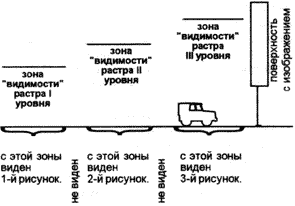 зона
"видимости"
растра I
уровня
зона
"видимости"
растра II
уровня
зона
"видимости"
растра
III уровня
поверхность
с изображением
с этой зоны
виден
1-й рисунок.
не виден
с этой зоны
виден
2-й рисунок.
не виден
с этой зоны
виден
3-й рисунок.